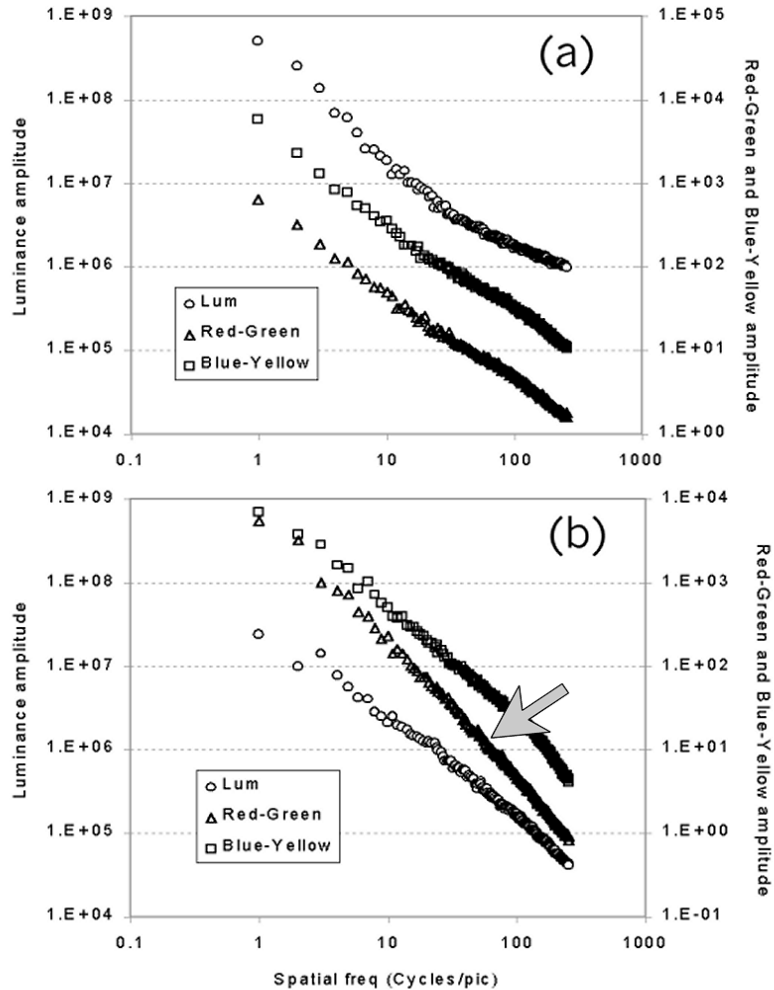 (a)
Luminance amplitude
1.E+09
1.E+08
1.E+07
1.E+06
1.E+05
1.E+04
Lum
Red-Green
Blue-Yellow
1.E+05
1.E+04
1.E+03
1.E+02
1.E+01
1.E+00
Red-Green and Blue-Yellow amplitude
0.1 1 10 100 1000
(b)
Luminance amplitude
1.E+09
1.E+08
1.E+07
1.E+06
1.E+05
1.E+04
Lum
Red-Green
Blue-Yellow
1.E+04
1.E+03
1.E+02
1.E+01
1.E+00
1.E-01
Red-Green and Blue-Yellow amplitude
0.1 1 10 100 1000
Spatial freq (Cycles/pic)